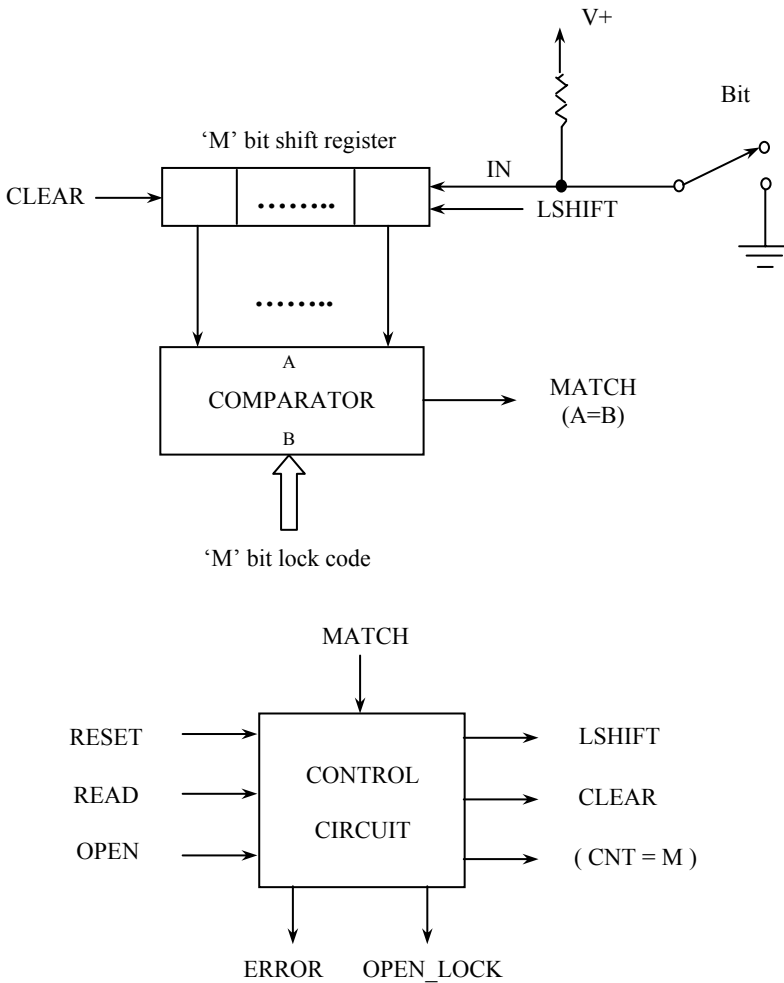 V+
Bit
‘M’ bit shift register
IN
CLEAR
LSHIFT
A
COMPARATOR
B
MATCH
(A=B)
‘M’ bit lock code
MATCH
RESET
READ
OPEN
CONTROL
CIRCUIT
LSHIFT
CLEAR
( CNT = M )
ERROR
OPEN_LOCK